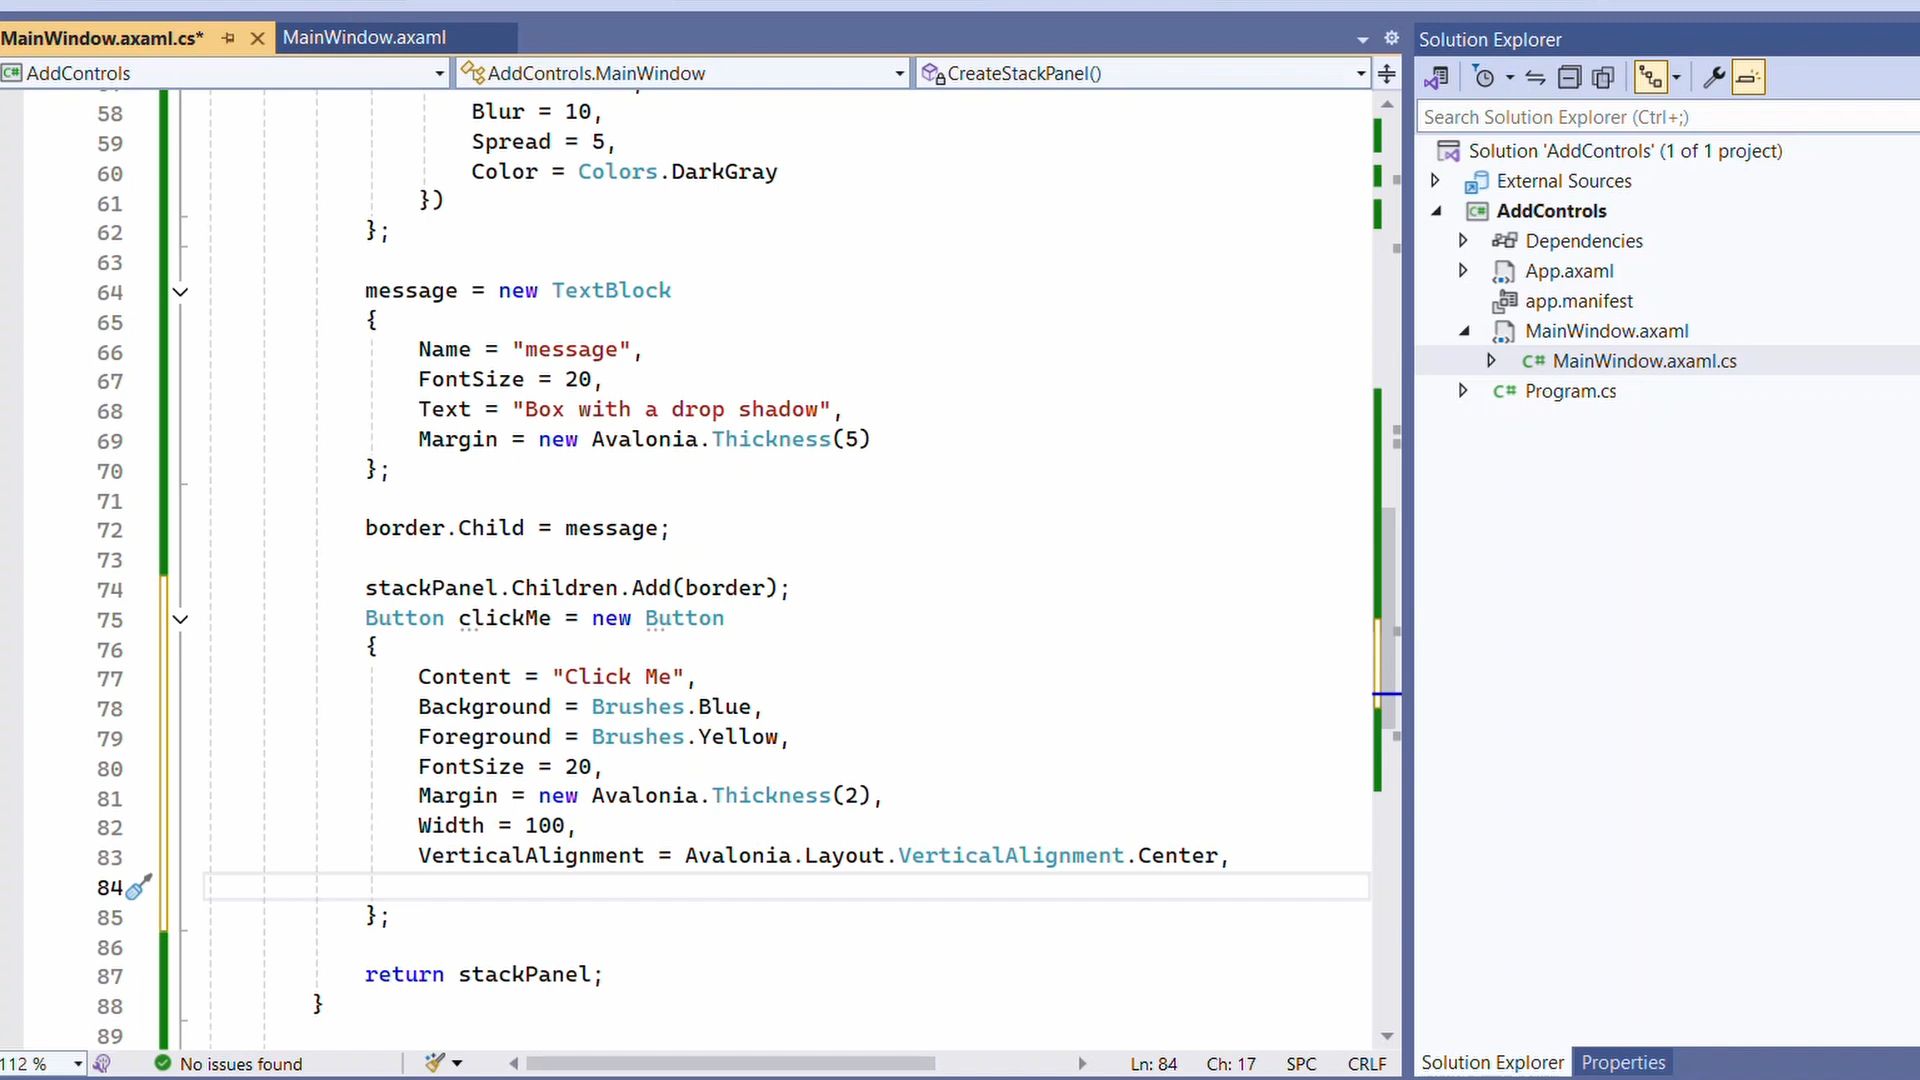 MainWindow.axaml.cs*
MainWindow.axaml
AddControls
AddControls.MainWindow
CreateStackPanel()
58 Blur = 10,
59 Spread = 5,
60 Color = Colors.DarkGray
61 })
62 };
63
64 message = new TextBlock
65 {
66 Name = "message",
67 FontSize = 20,
68 Text = "Box with a drop shadow",
69 Margin = new Avalonia.Thickness(5)
70 };
71
72 border.Child = message;
73
74 stackPanel.Children.Add(border);
75 Button clickMe = new Button
76 {
77 Content = "Click Me",
78 Background = Brushes.Blue,
79 Foreground = Brushes.Yellow,
80 FontSize = 20,
81 Margin = new Avalonia.Thickness(2),
82 Width = 100,
83 VerticalAlignment = Avalonia.Layout.VerticalAlignment.Center,
84
85 };
86
87 return stackPanel;
88 }
89
112 %
No issues found
Ln: 84
Ch: 17
SPC
CRLF
Solution Explorer
Search Solution Explorer (Ctrl+;)
Solution 'AddControls' (1 of 1 project)
External Sources
C# AddControls
Dependencies
App.axaml
app.manifest
MainWindow.axaml
C# MainWindow.axaml.cs
C# Program.cs
Solution Explorer
Properties